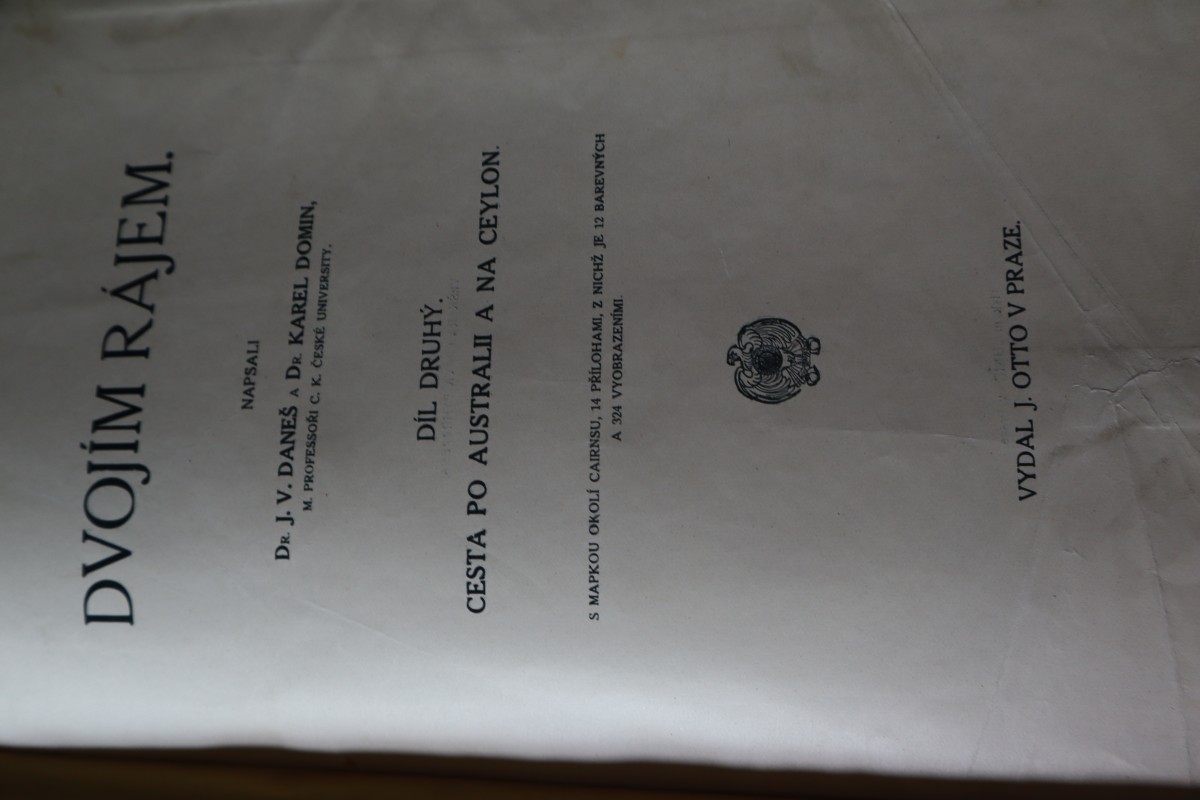 DVOJÍM RÁJEM.
NAPSALI
DR. J. V. DANEŠ A DR. KAREL DOMIN,
M. PROFESSOŘI C. K. ČESKÉ UNIVERSITY.
DÍL DRUHÝ.
CESTA PO AUSTRALII A NA CEYLON.
S MAPKOU OKOLÍ CAIRNSU, 14 PŘÍLOHAMI, Z NICHŽ JE 12 BAREVNÝCH
A 324 VYOBRAZENÍMI.
VYDAL J. OTTO V PRAZE.